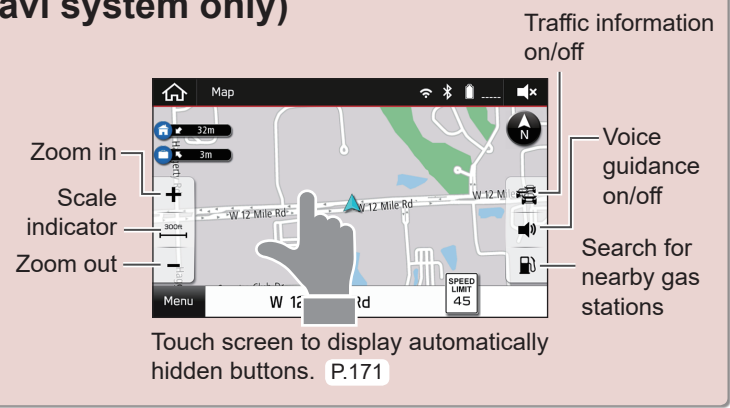 avi system only)
Traffic information
on/off
Map
32m
3m
N
Zoom in
Voice
guidance
on/off
W 12 Mile Rd
W 12 Mile Rd
W 12 Mile
Scale
indicator
300ft
Zoom out
Search for
nearby gas
stations
SPEED
LIMIT
45
Menu
W 12 Rd
Touch screen to display automatically
hidden buttons. P.171